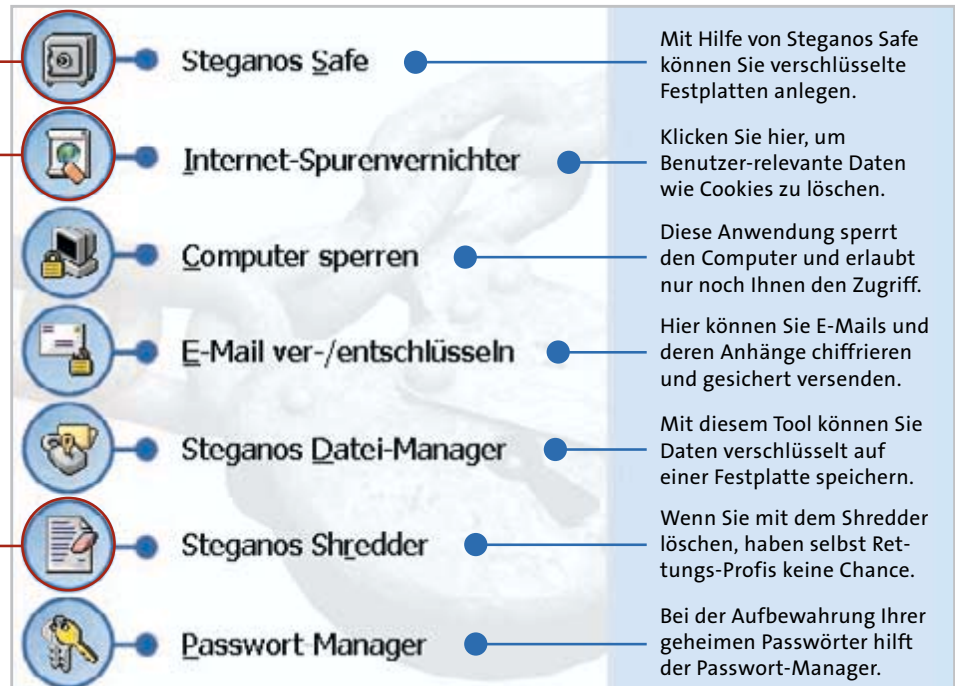 Steganos Safe
Mit Hilfe von Steganos Safe
können Sie verschlüsselte
Festplatten anlegen.
Internet-Spurenvernichter
Klicken Sie hier, um
Benutzer-relevante Daten
wie Cookies zu löschen.
Computer sperren
Diese Anwendung sperrt
den Computer und erlaubt
nur noch Ihnen den Zugriff.
E-Mail ver-/entschlüsseln
Hier können Sie E-Mails und
deren Anhänge chiffrieren
und gesichert versenden.
Steganos Datei-Manager
Mit diesem Tool können Sie
Daten verschlüsselt auf
einer Festplatte speichern.
Steganos Shredder
Wenn Sie mit dem Shredder
löschen, haben selbst Ret-
tungs-Profis keine Chance.
Passwort Manager
Bei der Aufbewahrung Ihrer
geheimen Passwörter hilft
der Passwort-Manager.